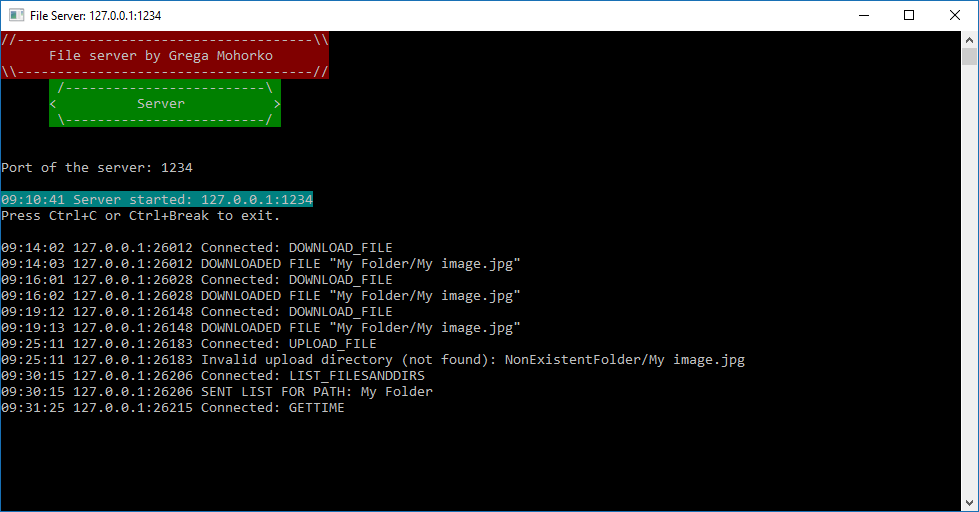 File Server: 127.0.0.1:1234
//-------------------------------------\\
File server by Grega Mohorko
\\-------------------------------------//
/-------------------------\
< Server >
\-------------------------/
Port of the server: 1234
09:10:41 Server started: 127.0.0.1:1234
Press Ctrl+C or Ctrl+Break to exit.
09:14:02 127.0.0.1:26012 Connected: DOWNLOAD_FILE
09:14:03 127.0.0.1:26012 DOWNLOADED FILE "My Folder/My image.jpg"
09:16:01 127.0.0.1:26028 Connected: DOWNLOAD_FILE
09:16:02 127.0.0.1:26028 DOWNLOADED FILE "My Folder/My image.jpg"
09:19:12 127.0.0.1:26148 Connected: DOWNLOAD_FILE
09:19:13 127.0.0.1:26148 DOWNLOADED FILE "My Folder/My image.jpg"
09:25:11 127.0.0.1:26183 Connected: UPLOAD_FILE
09:25:11 127.0.0.1:26183 Invalid upload directory (not found): NonExistentFolder/My image.jpg
09:30:15 127.0.0.1:26206 Connected: LIST_FILESANDDIRS
09:30:15 127.0.0.1:26206 SENT LIST FOR PATH: My Folder
09:31:25 127.0.0.1:26215 Connected: GETTIME